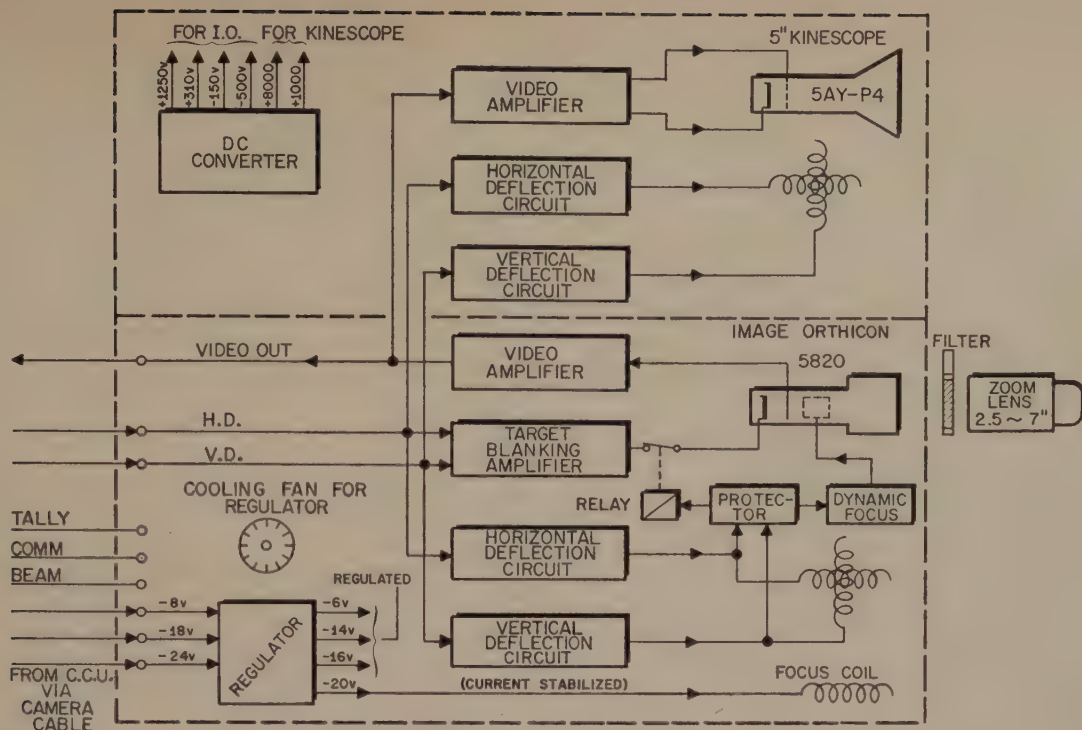 FOR I.O. FOR KINESCOPE
+1250v
+310v
-150v
-500v
+8000
+1000
DC
CONVERTER
VIDEO
AMPLIFIER
5" KINESCOPE
5AY-P4
HORIZONTAL
DEFLECTION
CIRCUIT
VERTICAL
DEFLECTION
CIRCUIT
VIDEO OUT
VIDEO
AMPLIFIER
IMAGE ORTHICON
5820
FILTER
ZOOM
LENS
2.5~7"
H.D.
V.D.
TARGET
BLANKING
AMPLIFIER
RELAY
PROTEC-
TOR
DYNAMIC
FOCUS
COOLING FAN FOR
REGULATOR
TALLY
COMM
BEAM
HORIZONTAL
DEFLECTION
CIRCUIT
REGULATED
-8v
-18v
-24v
REGULATOR
-6v
-14v
-16v
-20v
VERTICAL
DEFLECTION
CIRCUIT
(CURRENT STABILIZED)
FOCUS COIL
FROM C.C.U.
VIA
CAMERA
CABLE